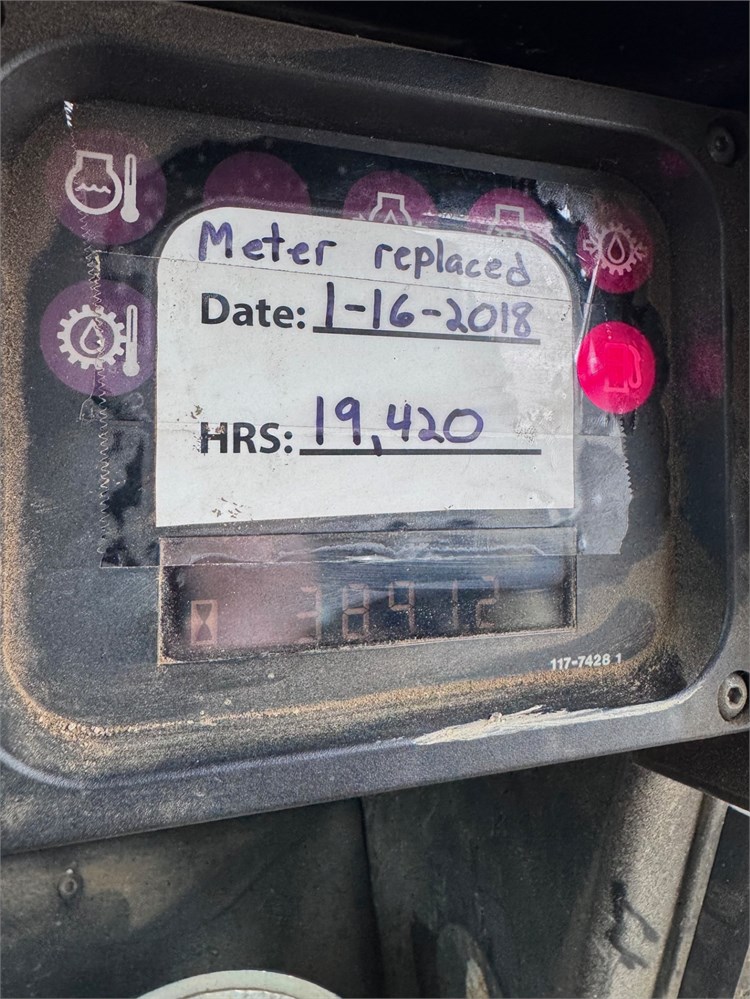 Meter replaced
Date: 1-16-2018
HRS: 19,420
38912
117-7428 1